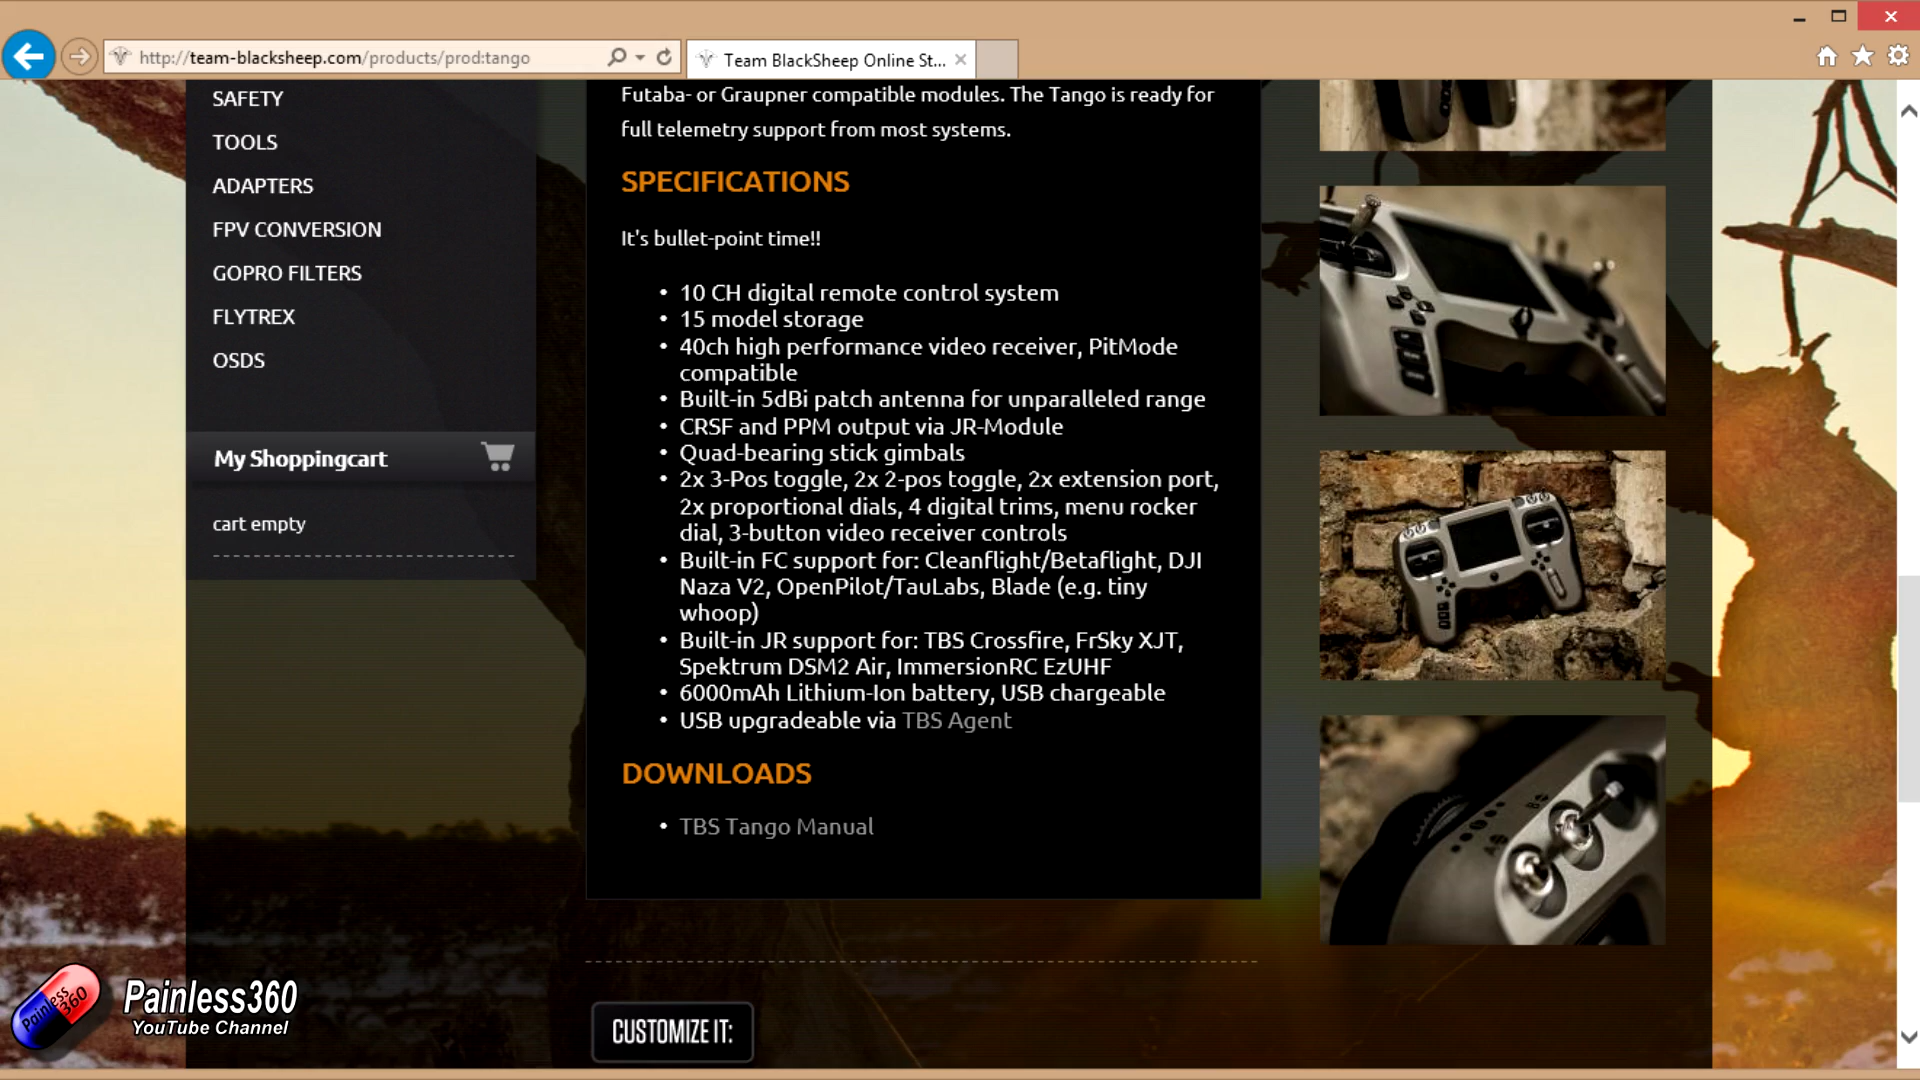 http://team-blacksheep.com/products/prod:tango
Team BlackSheep Online St...
SAFETY
TOOLS
ADAPTERS
FPV CONVERSION
GOPRO FILTERS
FLYTREX
OSDS
My Shoppingcart
cart empty
Futaba- or Graupner compatible modules. The Tango is ready for
full telemetry support from most systems.
SPECIFICATIONS
It's bullet-point time!!
• 10 CH digital remote control system
• 15 model storage
• 40ch high performance video receiver, PitMode
compatible
• Built-in 5dBi patch antenna for unparalleled range
• CRSF and PPM output via JR-Module
• Quad-bearing stick gimbals
• 2x 3-Pos toggle, 2x 2-pos toggle, 2x extension port,
2x proportional dials, 4 digital trims, menu rocker
dial, 3-button video receiver controls
• Built-in FC support for: Cleanflight/Betaflight, DJI
Naza V2, OpenPilot/TauLabs, Blade (e.g. tiny
whoop)
• Built-in JR support for: TBS Crossfire, FrSky XJT,
Spektrum DSM2 Air, ImmersionRC EzUHF
• 6000mAh Lithium-Ion battery, USB chargeable
• USB upgradeable via TBS Agent
DOWNLOADS
• TBS Tango Manual
CUSTOMIZE IT:
Painless360
Painless360
YouTube Channel